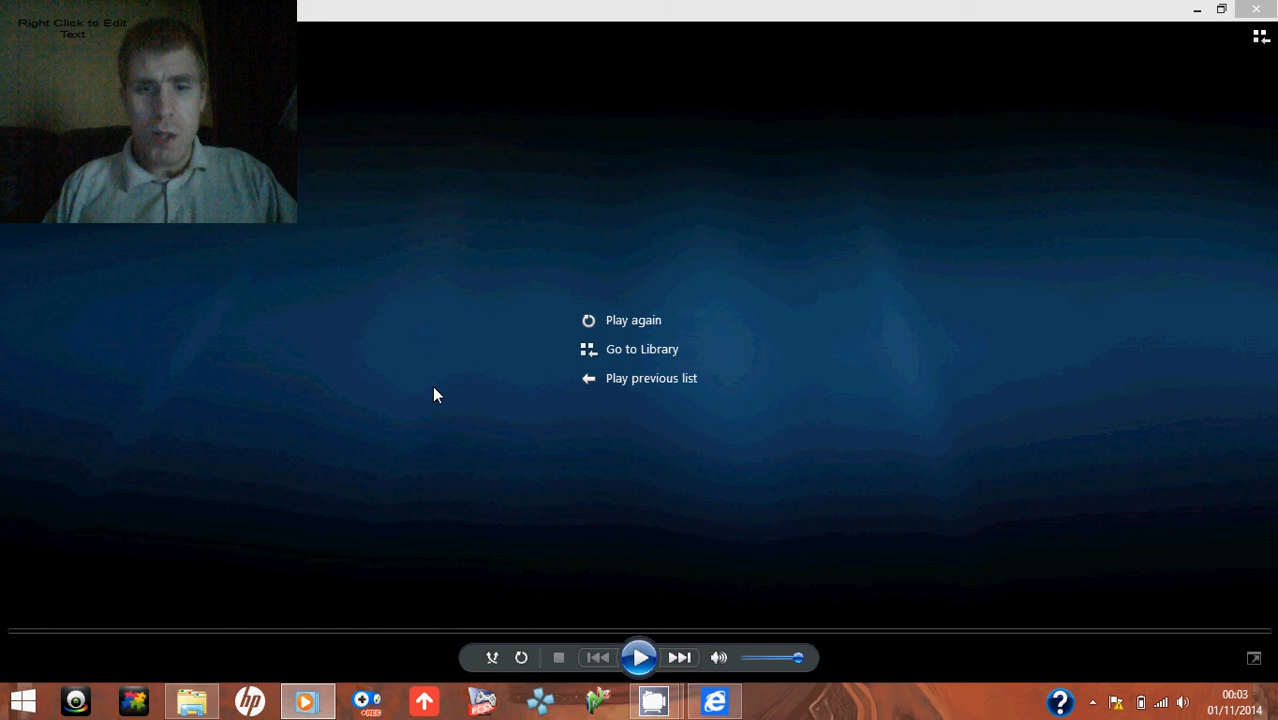 Right Click to Edit
Text
Play again
Go to Library
Play previous list
00:03
01/11/2014